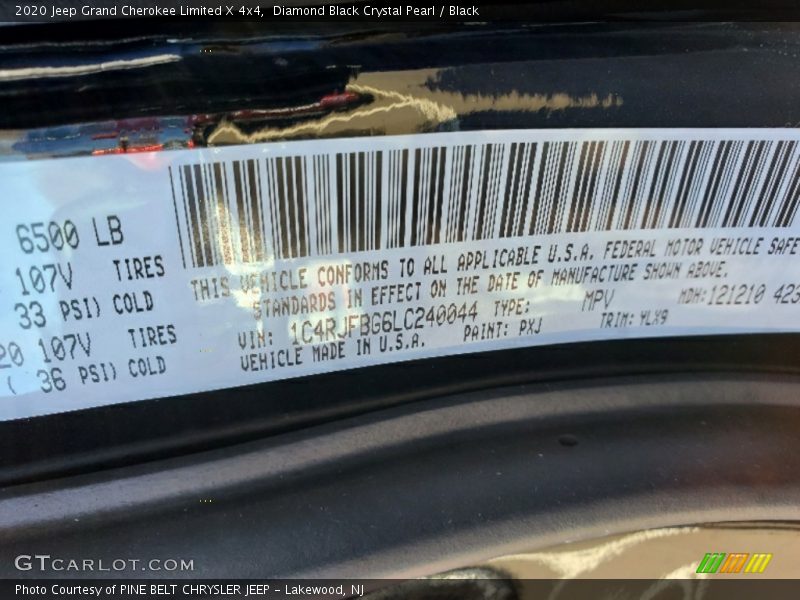 2020 Jeep Grand Cherokee Limited X 4x4, Diamond Black Crystal Pearl / Black
6500 LB
107V TIRES
33 PSI) COLD
20 107V TIRES
( 36 PSI) COLD
THIS VEHICLE CONFORMS TO ALL APPLICABLE U.S.A. FEDERAL MOTOR VEHICLE SAFE
STANDARDS IN EFFECT ON THE DATE OF MANUFACTURE SHOWN ABOVE.
VIN: 1C4RJFBG6LC240044 TYPE: MPV MDH:121210 423
VEHICLE MADE IN U.S.A. PAINT: PXJ TRIM: YLX9
GTCARLOT.COM
Photo Courtesy of PINE BELT CHRYSLER JEEP - Lakewood, NJ